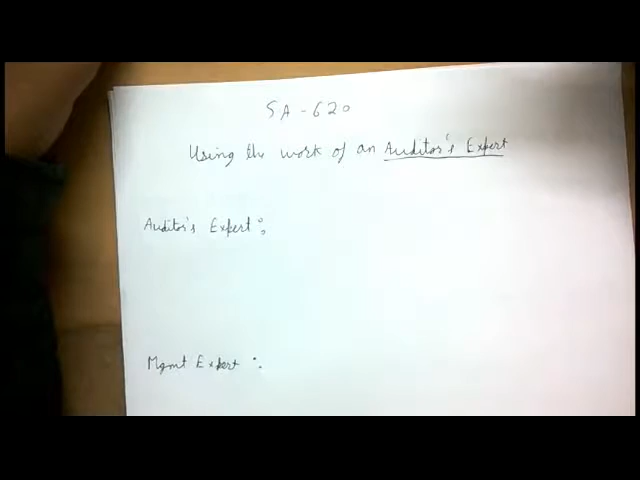 SA-620
Using the work of an Auditor's Expert
Auditor's Expert :
Mgmt Expert :